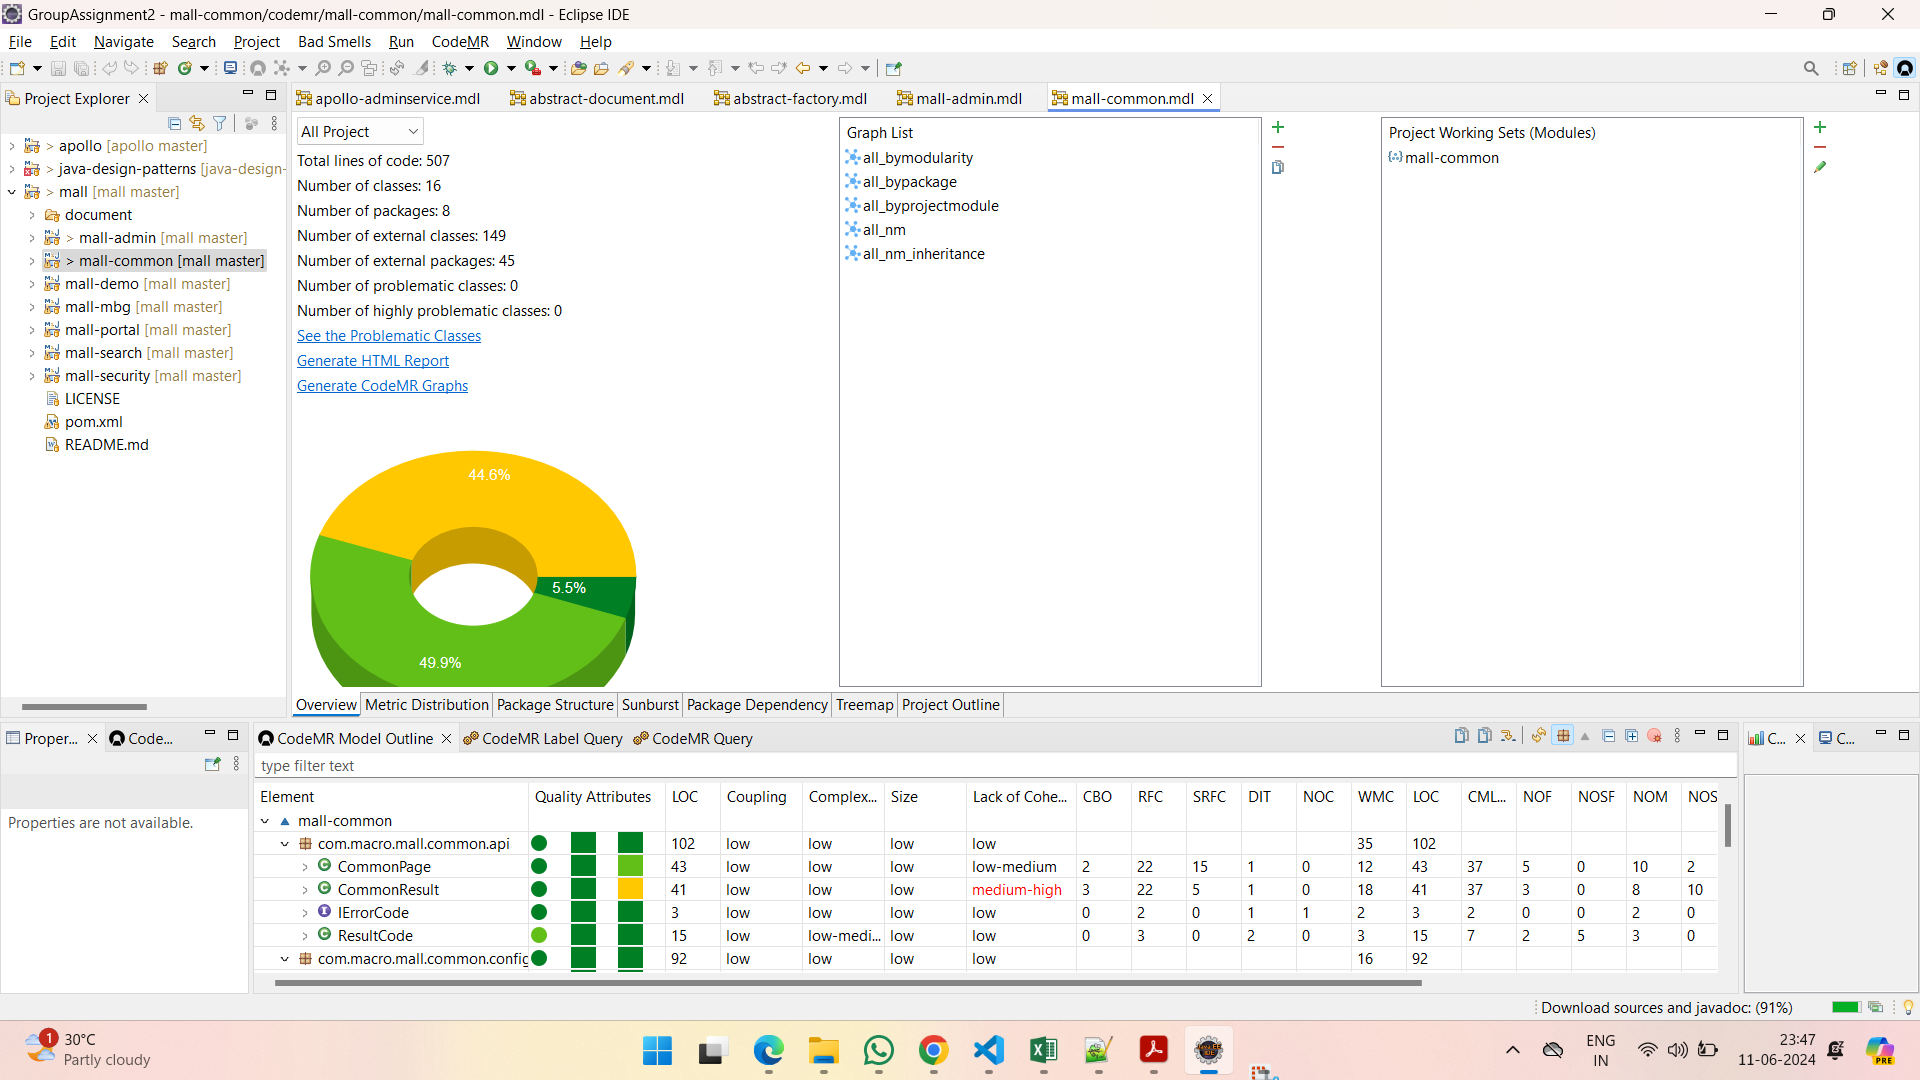 GroupAssignment2 - mall-common/codemr/mall-common/mall-common.mdl - Eclipse IDE
File Edit Navigate Search Project Bad Smells Run CodeMR Window Help
Project Explorer
> apollo [apollo master]
> java-design-patterns [java-design-
> mall [mall master]
document
> mall-admin [mall master]
> mall-common [mall master]
mall-demo [mall master]
mall-mbg [mall master]
mall-portal [mall master]
mall-search [mall master]
mall-security [mall master]
LICENSE
pom.xml
README.md
apollo-adminservice.mdl abstract-document.mdl abstract-factory.mdl mall-admin.mdl mall-common.mdl
All Project
Total lines of code: 507
Number of classes: 16
Number of packages: 8
Number of external classes: 149
Number of external packages: 45
Number of problematic classes: 0
Number of highly problematic classes: 0
See the Problematic Classes
Generate HTML Report
Generate CodeMR Graphs
44.6%
5.5%
49.9%
Graph List
all_bymodularity
all_bypackage
all_byprojectmodule
all_nm
all_nm_inheritance
Project Working Sets (Modules)
mall-common
Overview Metric Distribution Package Structure Sunburst Package Dependency Treemap Project Outline
Proper... Code...
Properties are not available.
CodeMR Model Outline CodeMR Label Query CodeMR Query
type filter text
Element Quality Attributes LOC Coupling Complex... Size Lack of Cohe... CBO RFC SRFC DIT NOC WMC LOC CML... NOF NOSF NOM NOS
mall-common
com.macro.mall.common.api 102 low low low low 35 102
CommonPage 43 low low low low-medium 2 22 15 1 0 12 43 37 5 0 10 2
CommonResult 41 low low low medium-high 3 22 5 1 0 18 41 37 3 0 8 10
IErrorCode 3 low low low low 0 2 0 1 1 2 3 2 0 0 2 0
ResultCode 15 low low-medi... low low 0 3 0 2 0 3 15 7 2 5 3 0
com.macro.mall.common.config 92 low low low low 16 92
C... C...
Download sources and javadoc: (91%)
1
30°C
Partly cloudy
ENG
IN
23:47
11-06-2024
PRE